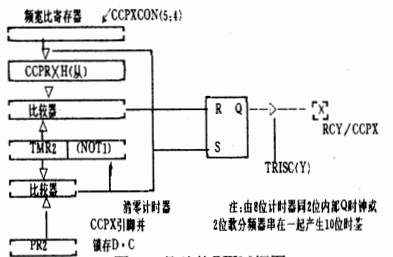 频宽比寄存器
CCPXCON(5:4)
CCPRXH(从)
比较器
R Q
S
RCY/CCPX
TRISC(Y)
TMR2 (NOT1)
比较器
清零计时器
CCPX引脚并
锁存D·C
PR2
注:由8位计时器同2位内部Q时钟或
2位欷分频器串在一起产生10位时基